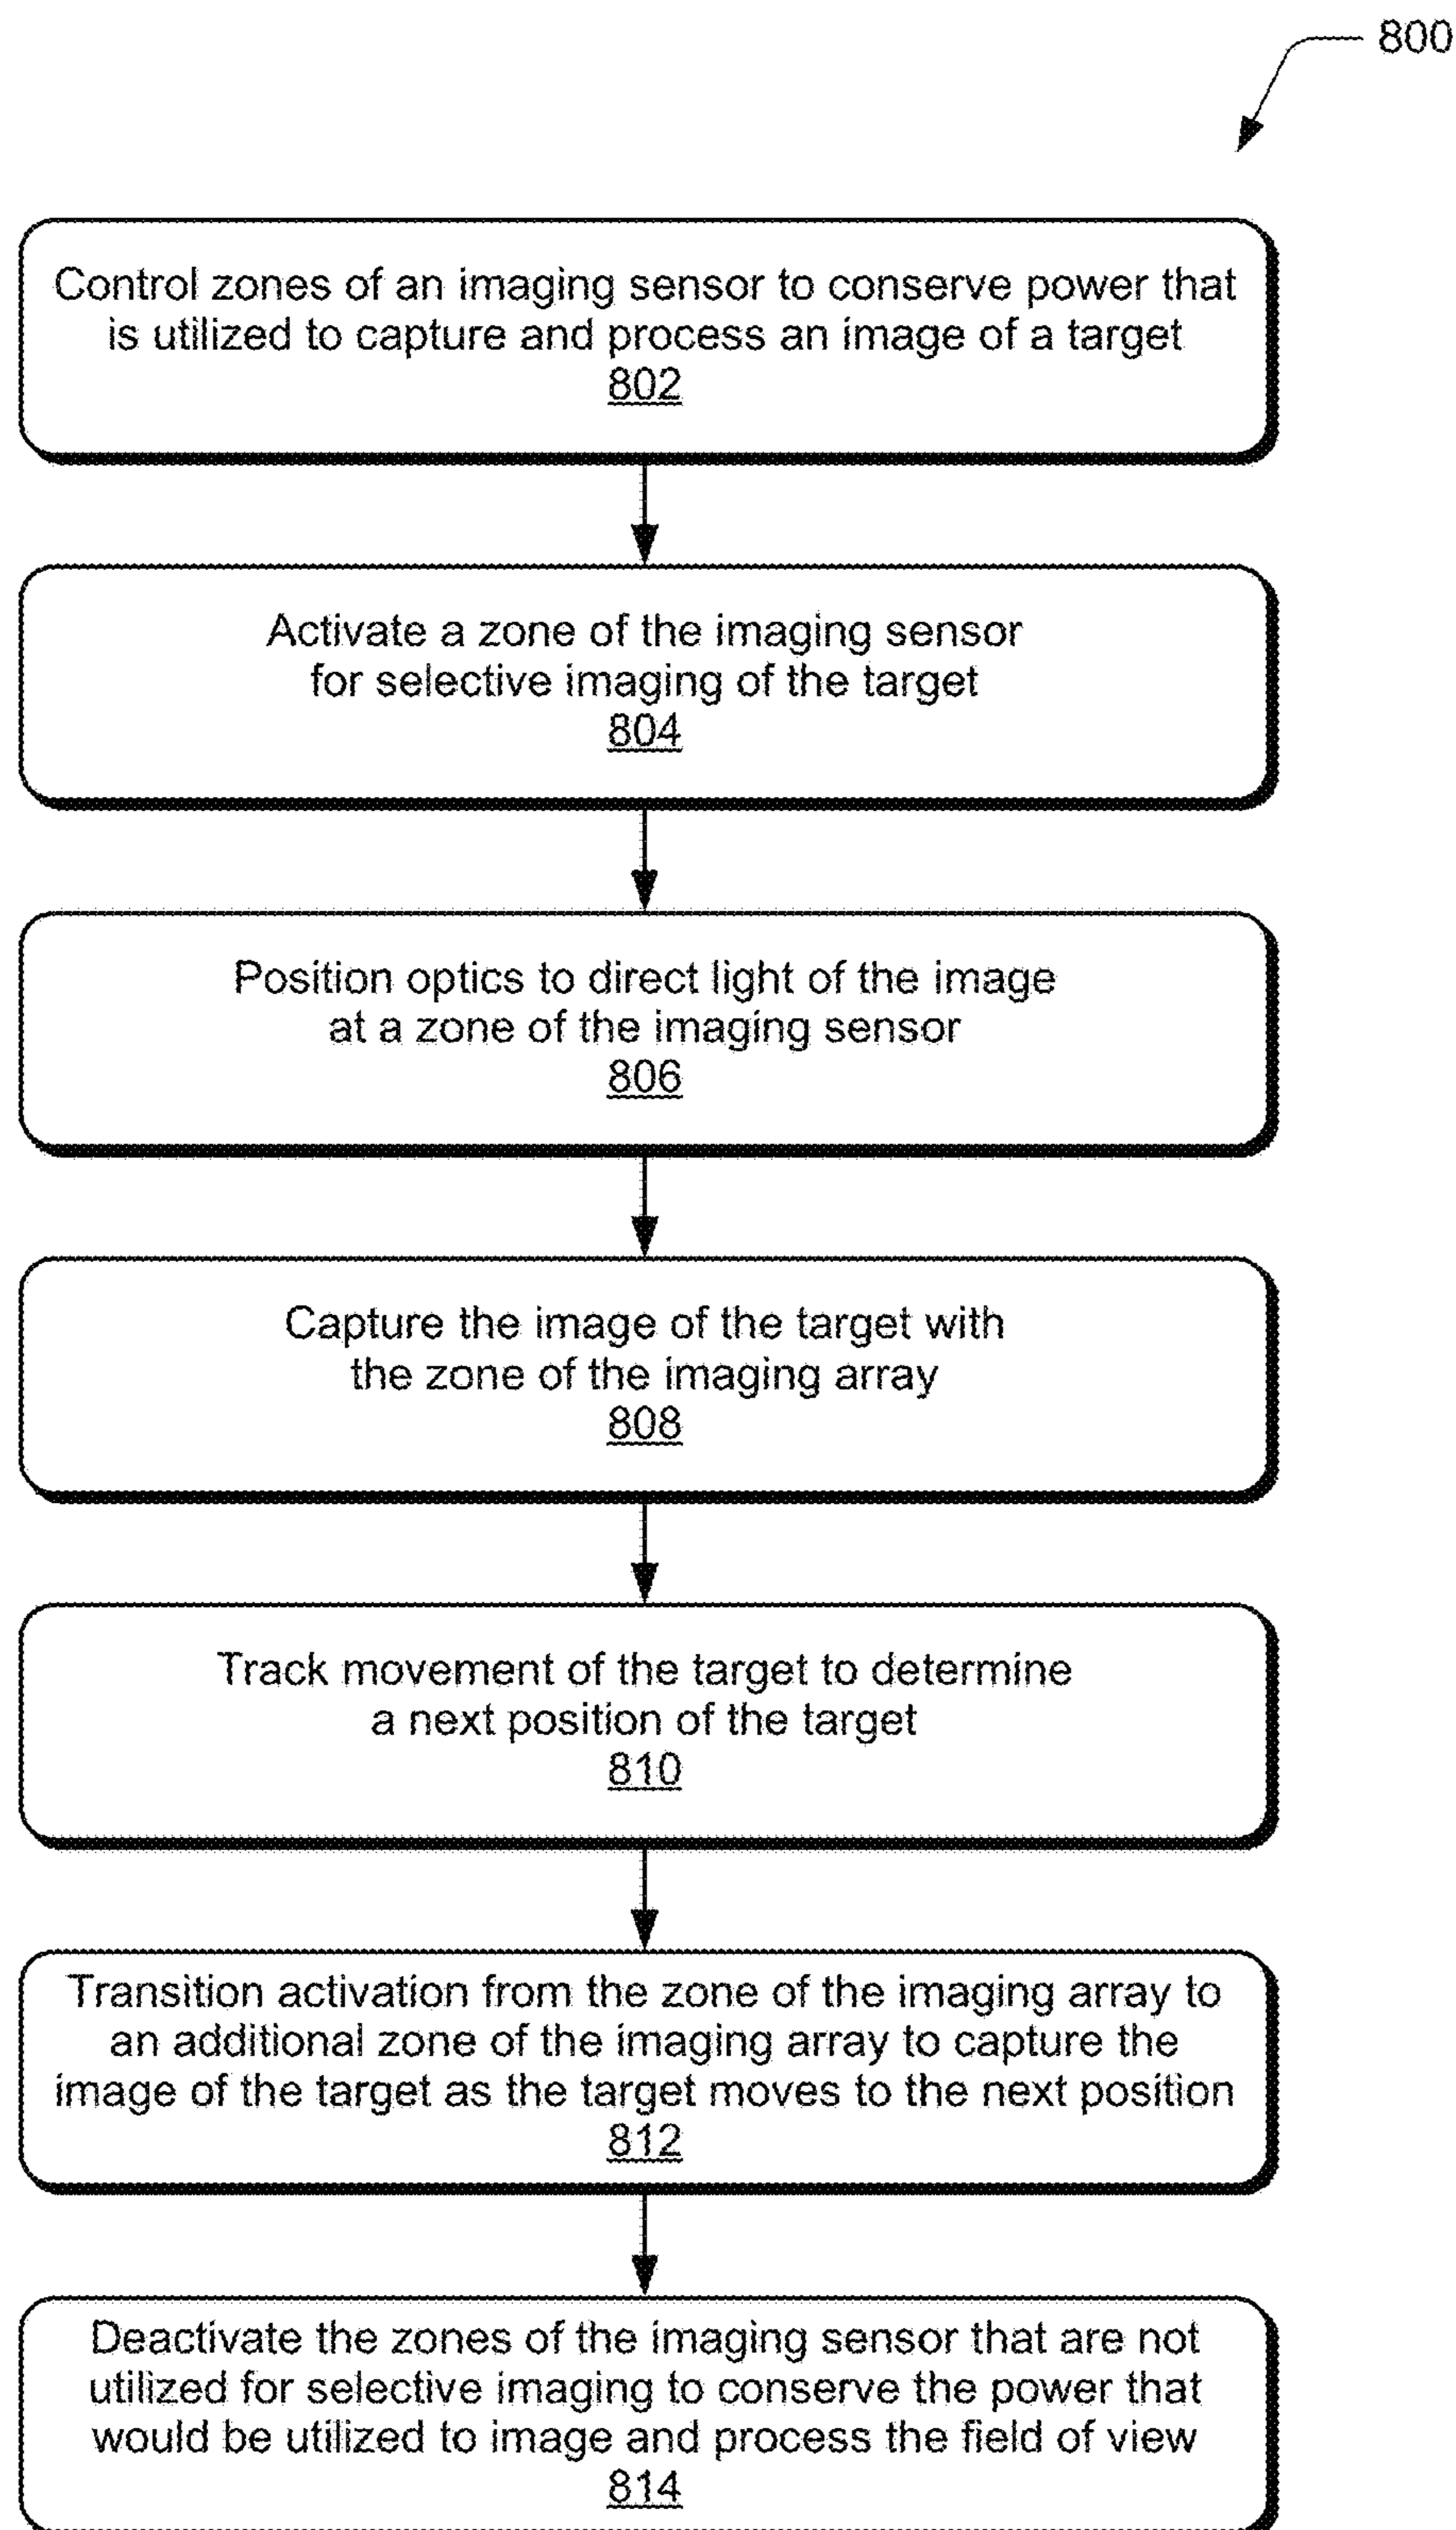 800
Control zones of an imaging sensor to conserve power that
is utilized to capture and process an image of a target
802
Activate a zone of the imaging sensor
for selective imaging of the target
804
Position optics to direct light of the image
at a zone of the imaging sensor
806
Capture the image of the target with
the zone of the imaging array
808
Track movement of the target to determine
a next position of the target
810
Transition activation from the zone of the imaging array to
an additional zone of the imaging array to capture the
image of the target as the target moves to the next position
812
Deactivate the zones of the imaging sensor that are not
utilized for selective imaging to conserve the power that
would be utilized to image and process the field of view
814